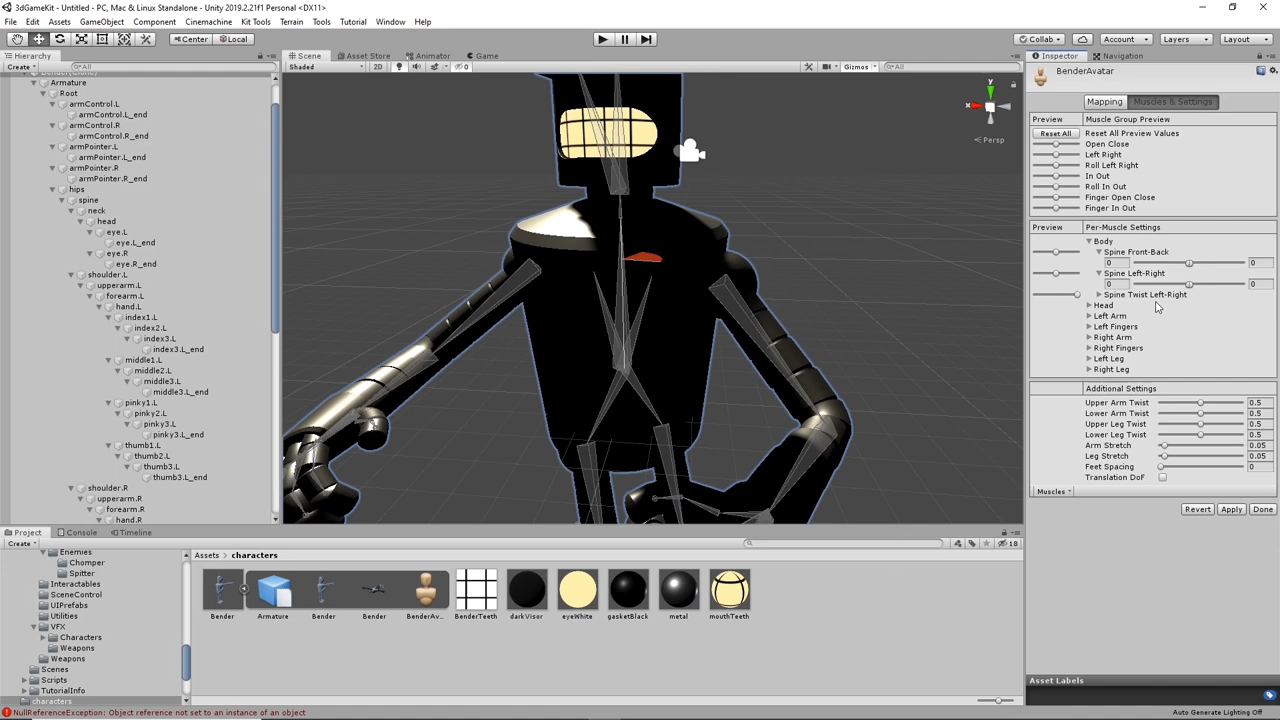 3dGameKit - Untitled - PC, Mac & Linux Standalone - Unity 2019.2.21f1 Personal <DX11>
File Edit Assets GameObject Component Cinemachine Kit Tools Terrain Tools Tutorial Window Help
Center Local Collab Account Layers Layout
Hierarchy Scene Asset Store Animator Game Inspector Navigation
Create All Shaded 2D 0 Gizmos All
BenderAvatar
Mapping Muscles & Settings
Armature
Root
armControl.L
armControl.L_end
armControl.R
armControl.R_end
armPointer.L
armPointer.L_end
armPointer.R
armPointer.R_end
hips
spine
neck
head
eye.L
eye.L_end
eye.R
eye.R_end
shoulder.L
upperarm.L
forearm.L
hand.L
index1.L
index2.L
index3.L
index3.L_end
middle1.L
middle2.L
middle3.L
middle3.L_end
pinky1.L
pinky2.L
pinky3.L
pinky3.L_end
thumb1.L
thumb2.L
thumb3.L
thumb3.L_end
shoulder.R
upperarm.R
forearm.R
hand.R
y
x
Persp
Preview Muscle Group Preview
Reset All Reset All Preview Values
Open Close
Left Right
Roll Left Right
In Out
Roll In Out
Finger Open Close
Finger In Out
Preview Per-Muscle Settings
Body
Spine Front-Back
0 0
Spine Left-Right
0 0
Spine Twist Left-Right
Head
Left Arm
Left Fingers
Right Arm
Right Fingers
Left Leg
Right Leg
Additional Settings
Upper Arm Twist 0.5
Lower Arm Twist 0.5
Upper Leg Twist 0.5
Lower Leg Twist 0.5
Arm Stretch 0.05
Leg Stretch 0.05
Feet Spacing 0
Translation DoF
Muscles
Revert Apply Done
Project Console Timeline
Create 18
Enemies
Chomper
Spitter
Interactables
SceneControl
UIPrefabs
Utilities
VFX
Characters
Weapons
Weapons
Scenes
Scripts
TutorialInfo
characters
Assets characters
Bender Armature Bender Bender BenderAv... BenderTeeth darkVisor eyeWhite gasketBlack metal mouthTeeth
Asset Labels
NullReferenceException: Object reference not set to an instance of an object
Auto Generate Lighting Off